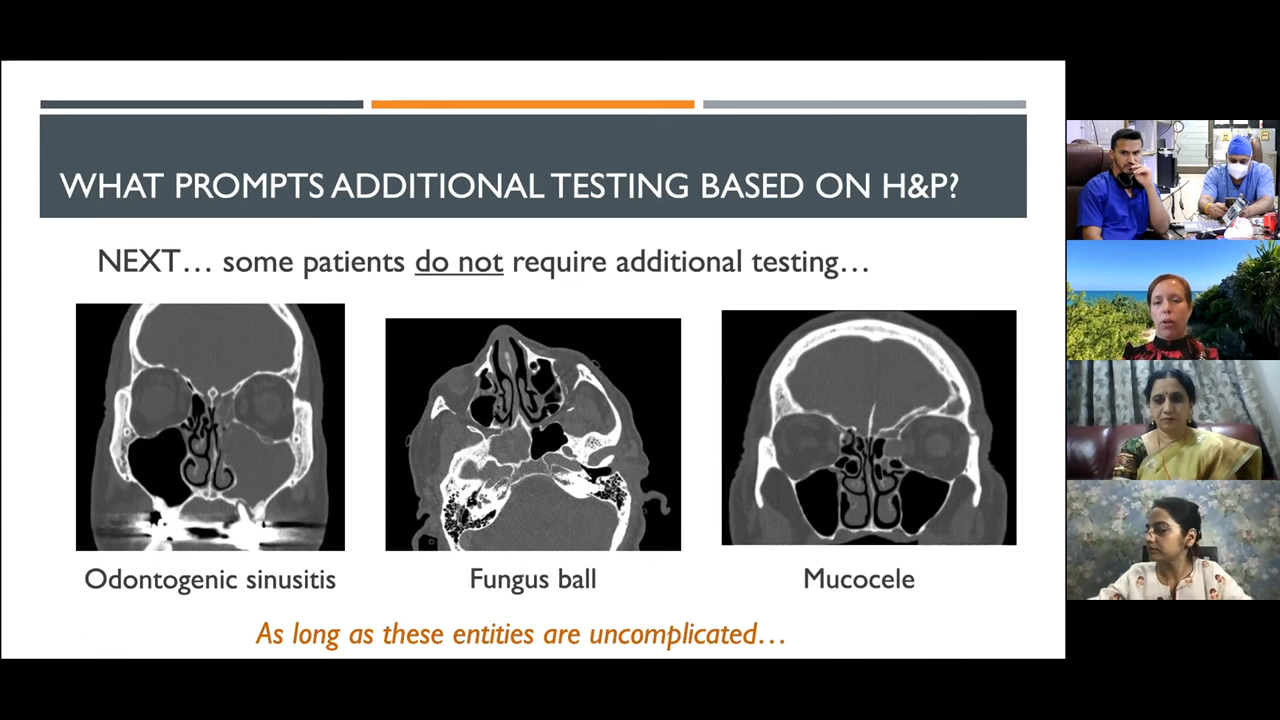 WHAT PROMPTS ADDITIONAL TESTING BASED ON H&P?
NEXT... some patients do not require additional testing...
Odontogenic sinusitis
Fungus ball
Mucocele
As long as these entities are uncomplicated...